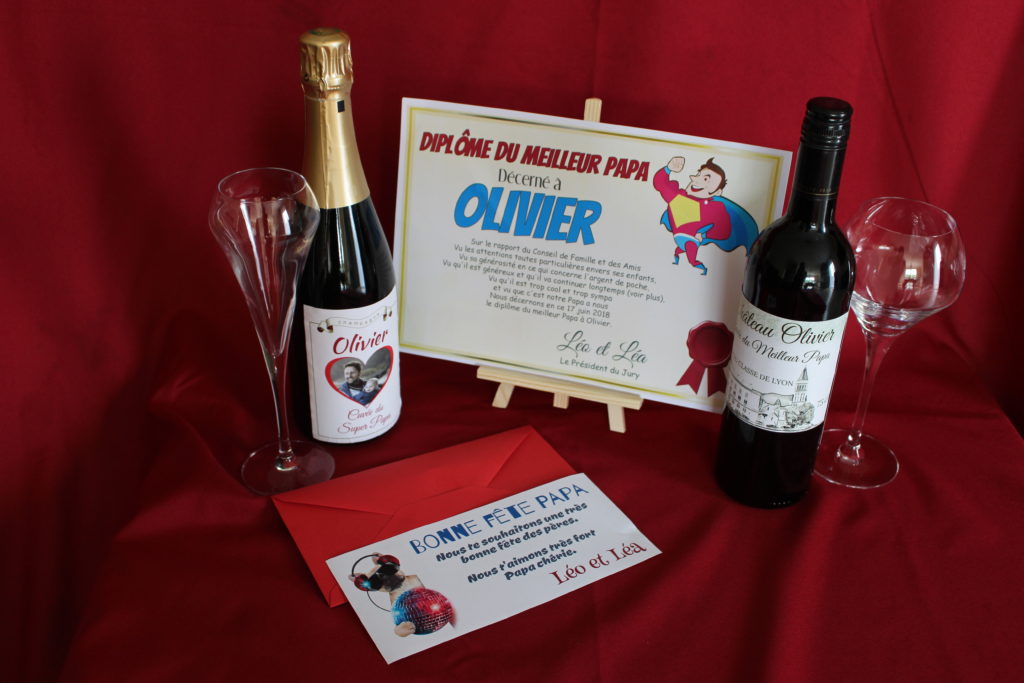 DIPLÔME DU MEILLEUR PAPA
Décerné à
OLIVIER
Sur le rapport du Conseil de Famille et des Amis
Vu les attentions toutes particulières envers ses enfants,
Vu sa générosité en ce qui concerne l'argent de poche,
Vu qu'il est généreux et qu'il va continuer longtemps (voir plus),
Vu qu'il est trop cool et trop sympa
et vu que c'est notre Papa a nous
Nous décernons en ce 17 juin 2018
le diplôme du meilleur Papa à Olivier.
Léo et Léa
Le Président du Jury
CHAMPAGNE
Olivier
Cuvée du
Super Papa
Olivier
du Meilleur Papa
CLASSE DE LYON
BONNE FÊTE PAPA
Nous te souhaitons une très
bonne fête des pères.
Nous t'aimons très fort
Papa chérie.
Léo et Léa